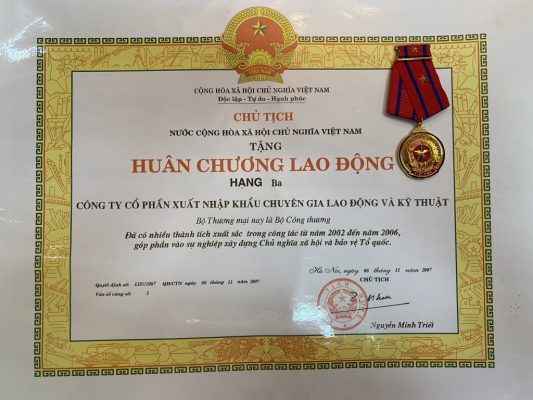 VIỆT NAM
CỘNG HÒA XÃ HỘI CHỦ NGHĨA VIỆT NAM
Độc lập - Tự do - Hạnh phúc
CHỦ TỊCH
NƯỚC CỘNG HÒA XÃ HỘI CHỦ NGHĨA VIỆT NAM
TẶNG
HUÂN CHƯƠNG LAO ĐỘNG
HẠNG Ba
CÔNG TY CỔ PHẦN XUẤT NHẬP KHẨU CHUYÊN GIA LAO ĐỘNG VÀ KỸ THUẬT
Bộ Thương mại nay là Bộ Công thương
Đã có nhiều thành tích xuất sắc trong công tác từ năm 2002 đến năm 2006,
góp phần vào sự nghiệp xây dựng Chủ nghĩa xã hội và bảo vệ Tổ quốc.
Hà Nội, ngày 06 tháng 11 năm 2007
CHỦ TỊCH
Quyết định số: QĐ/CTN ngày tháng 11 năm 2007
Vào sổ vàng số: 1
Nguyễn Minh Triết